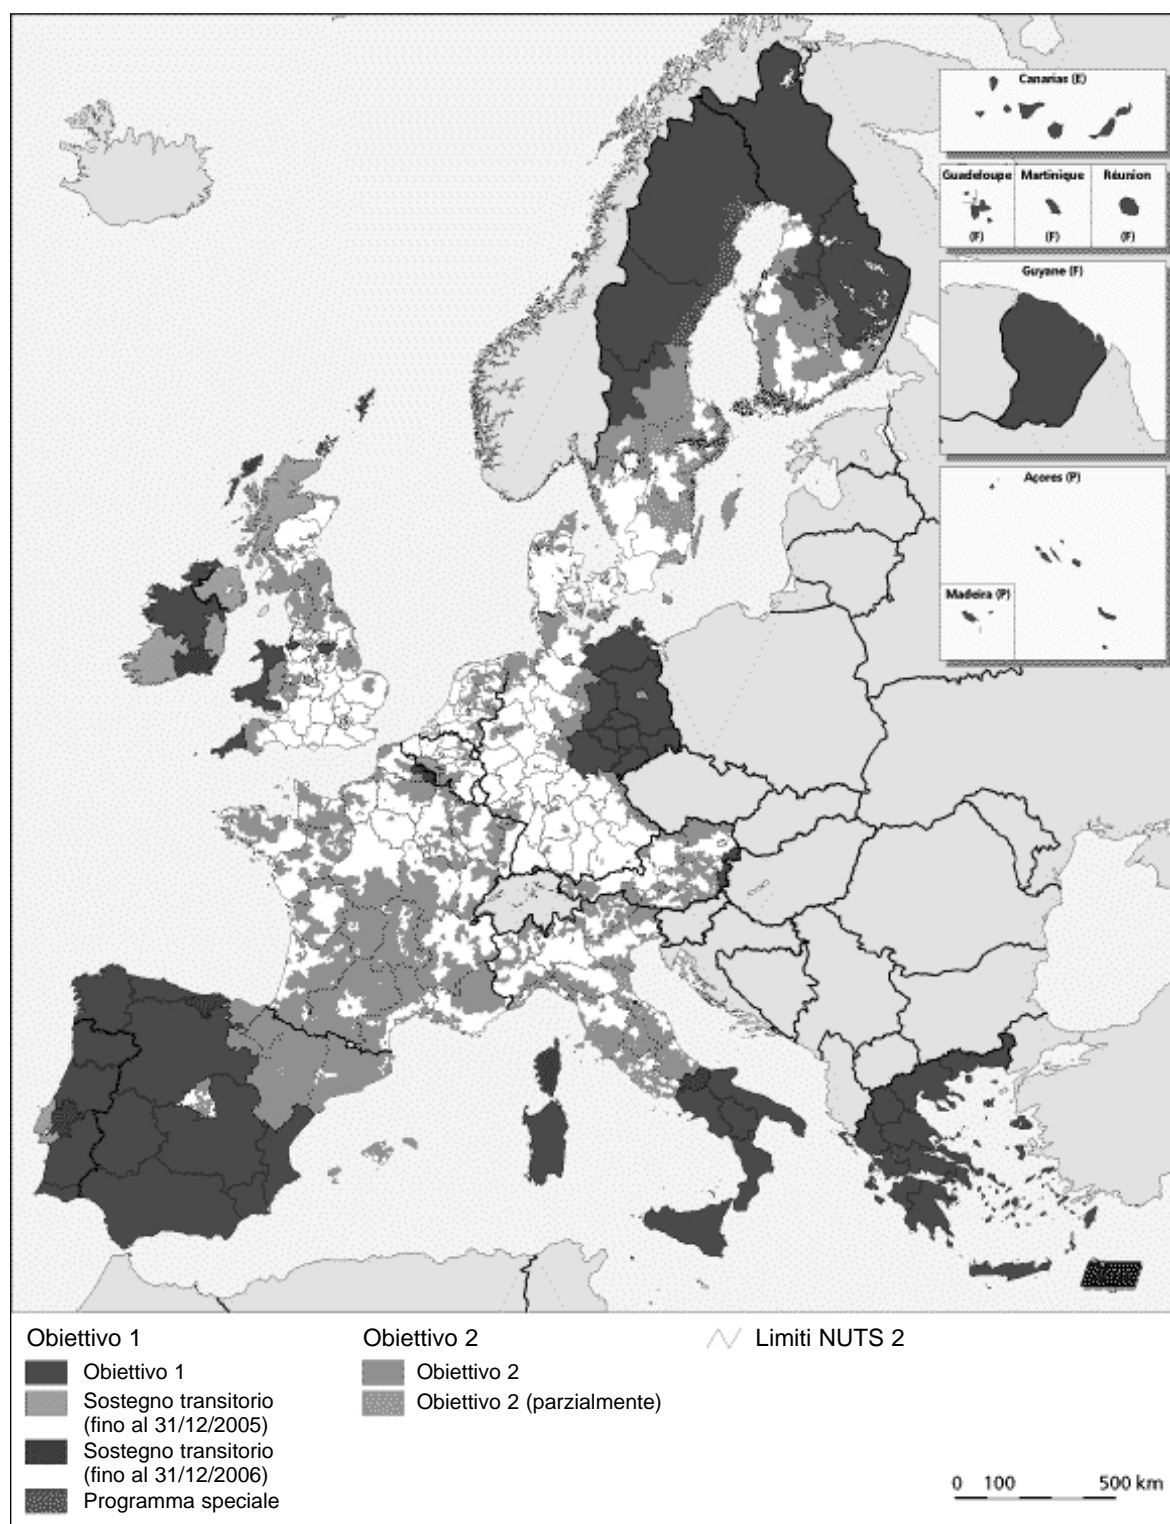 Canarias (E)
Guadeloupe Martinique Réunion
(F) (F) (F)
Guyane (F)
Açores (P)
Madeira (P)
Obiettivo 1
Obiettivo 1
Sostegno transitorio
(fino al 31/12/2005)
Sostegno transitorio
(fino al 31/12/2006)
Programma speciale
Obiettivo 2
Obiettivo 2
Obiettivo 2 (parzialmente)
Limiti NUTS 2
0 100 500 km